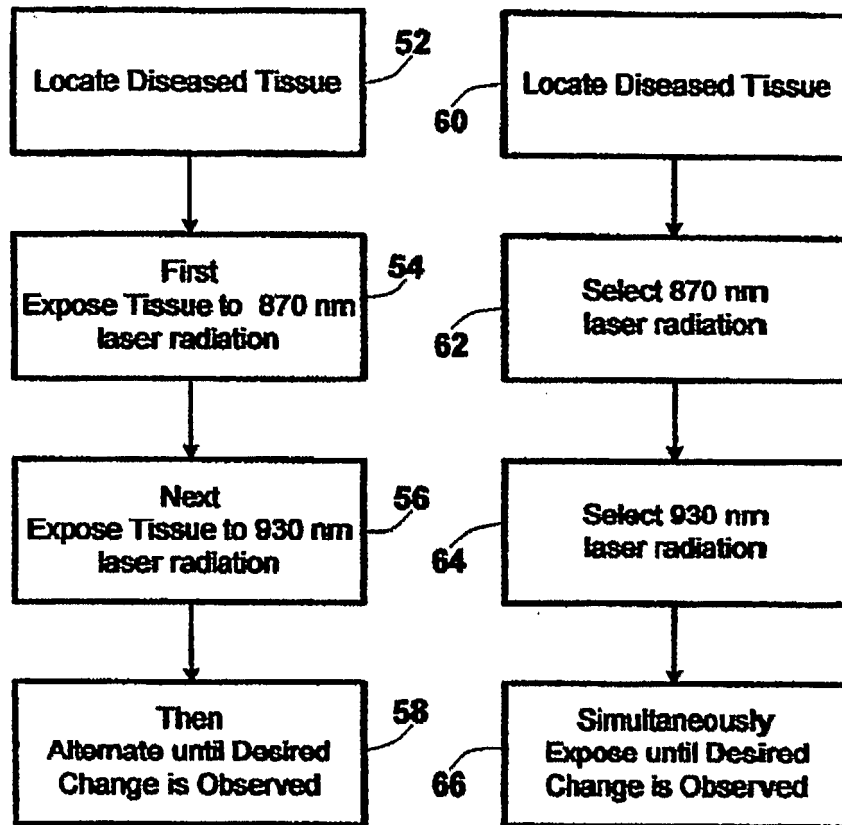 Locate Diseased Tissue
52
First
Expose Tissue to 870 nm
laser radiation
54
Next
Expose Tissue to 930 nm
laser radiation
56
Then
Alternate until Desired
Change is Observed
58
Locate Diseased Tissue
60
Select 870 nm
laser radiation
62
Select 930 nm
laser radiation
64
Simultaneously
Expose until Desired
Change is Observed
66